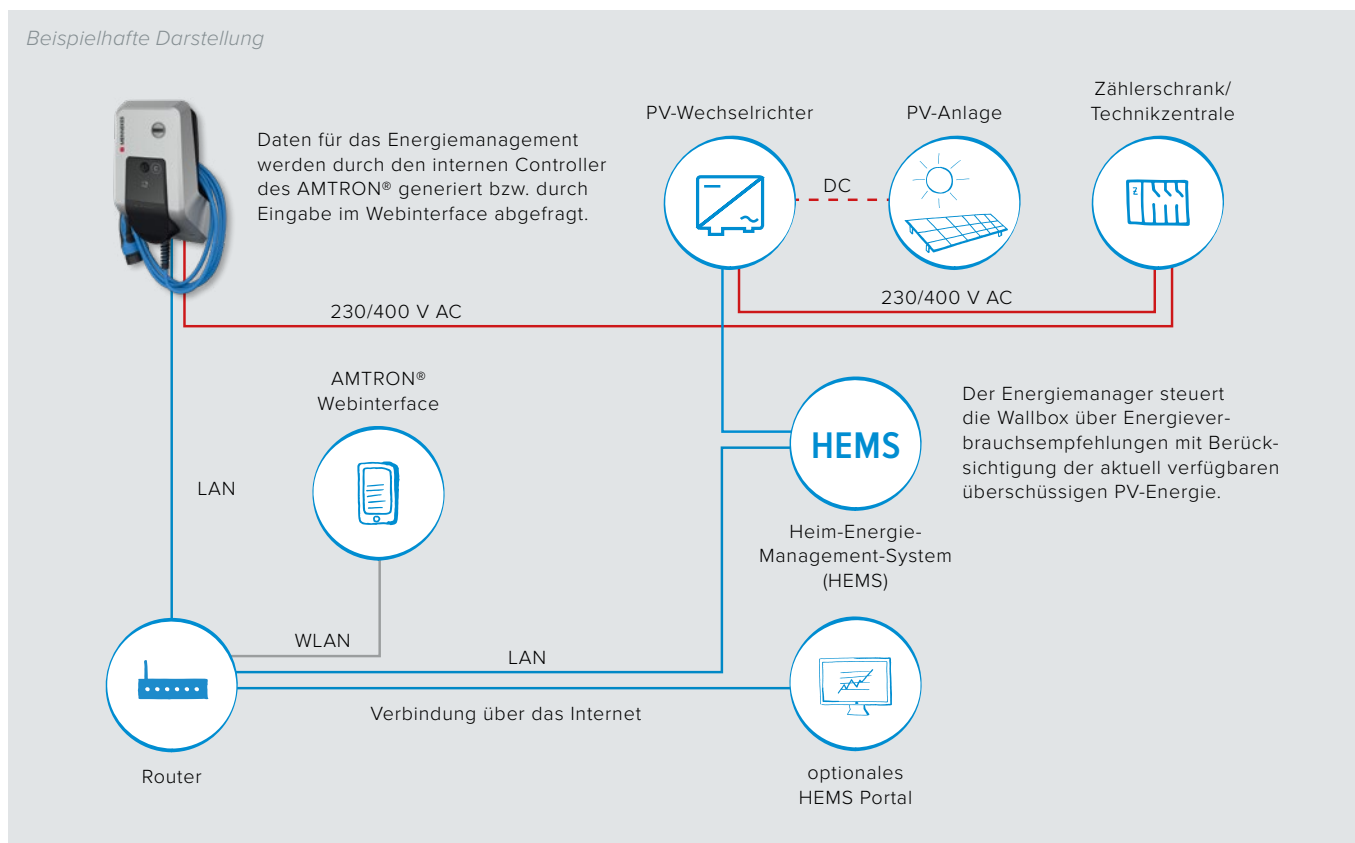 Beispielhafte Darstellung
Daten für das Energiemanagement
werden durch den internen Controller
des AMTRON® generiert bzw. durch
Eingabe im Webinterface abgefragt.
PV-Wechselrichter
PV-Anlage
Zählerschrank/
Technikzentrale
DC
Z
230/400 V AC
230/400 V AC
AMTRON®
Webinterface
LAN
HEMS
Heim-Energie-
Management-System
(HEMS)
Der Energiemanager steuert
die Wallbox über Energiever-
brauchsempfehlungen mit Berück-
sichtigung der aktuell verfügbaren
überschüssigen PV-Energie.
WLAN
LAN
Verbindung über das Internet
Router
optionales
HEMS Portal